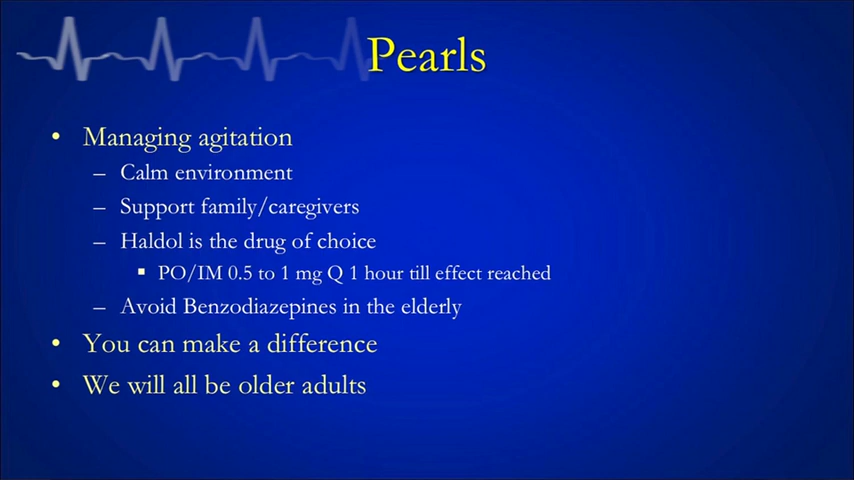 Pearls
• Managing agitation
– Calm environment
– Support family/caregivers
– Haldol is the drug of choice
▪ PO/IM 0.5 to 1 mg Q 1 hour till effect reached
– Avoid Benzodiazepines in the elderly
• You can make a difference
• We will all be older adults